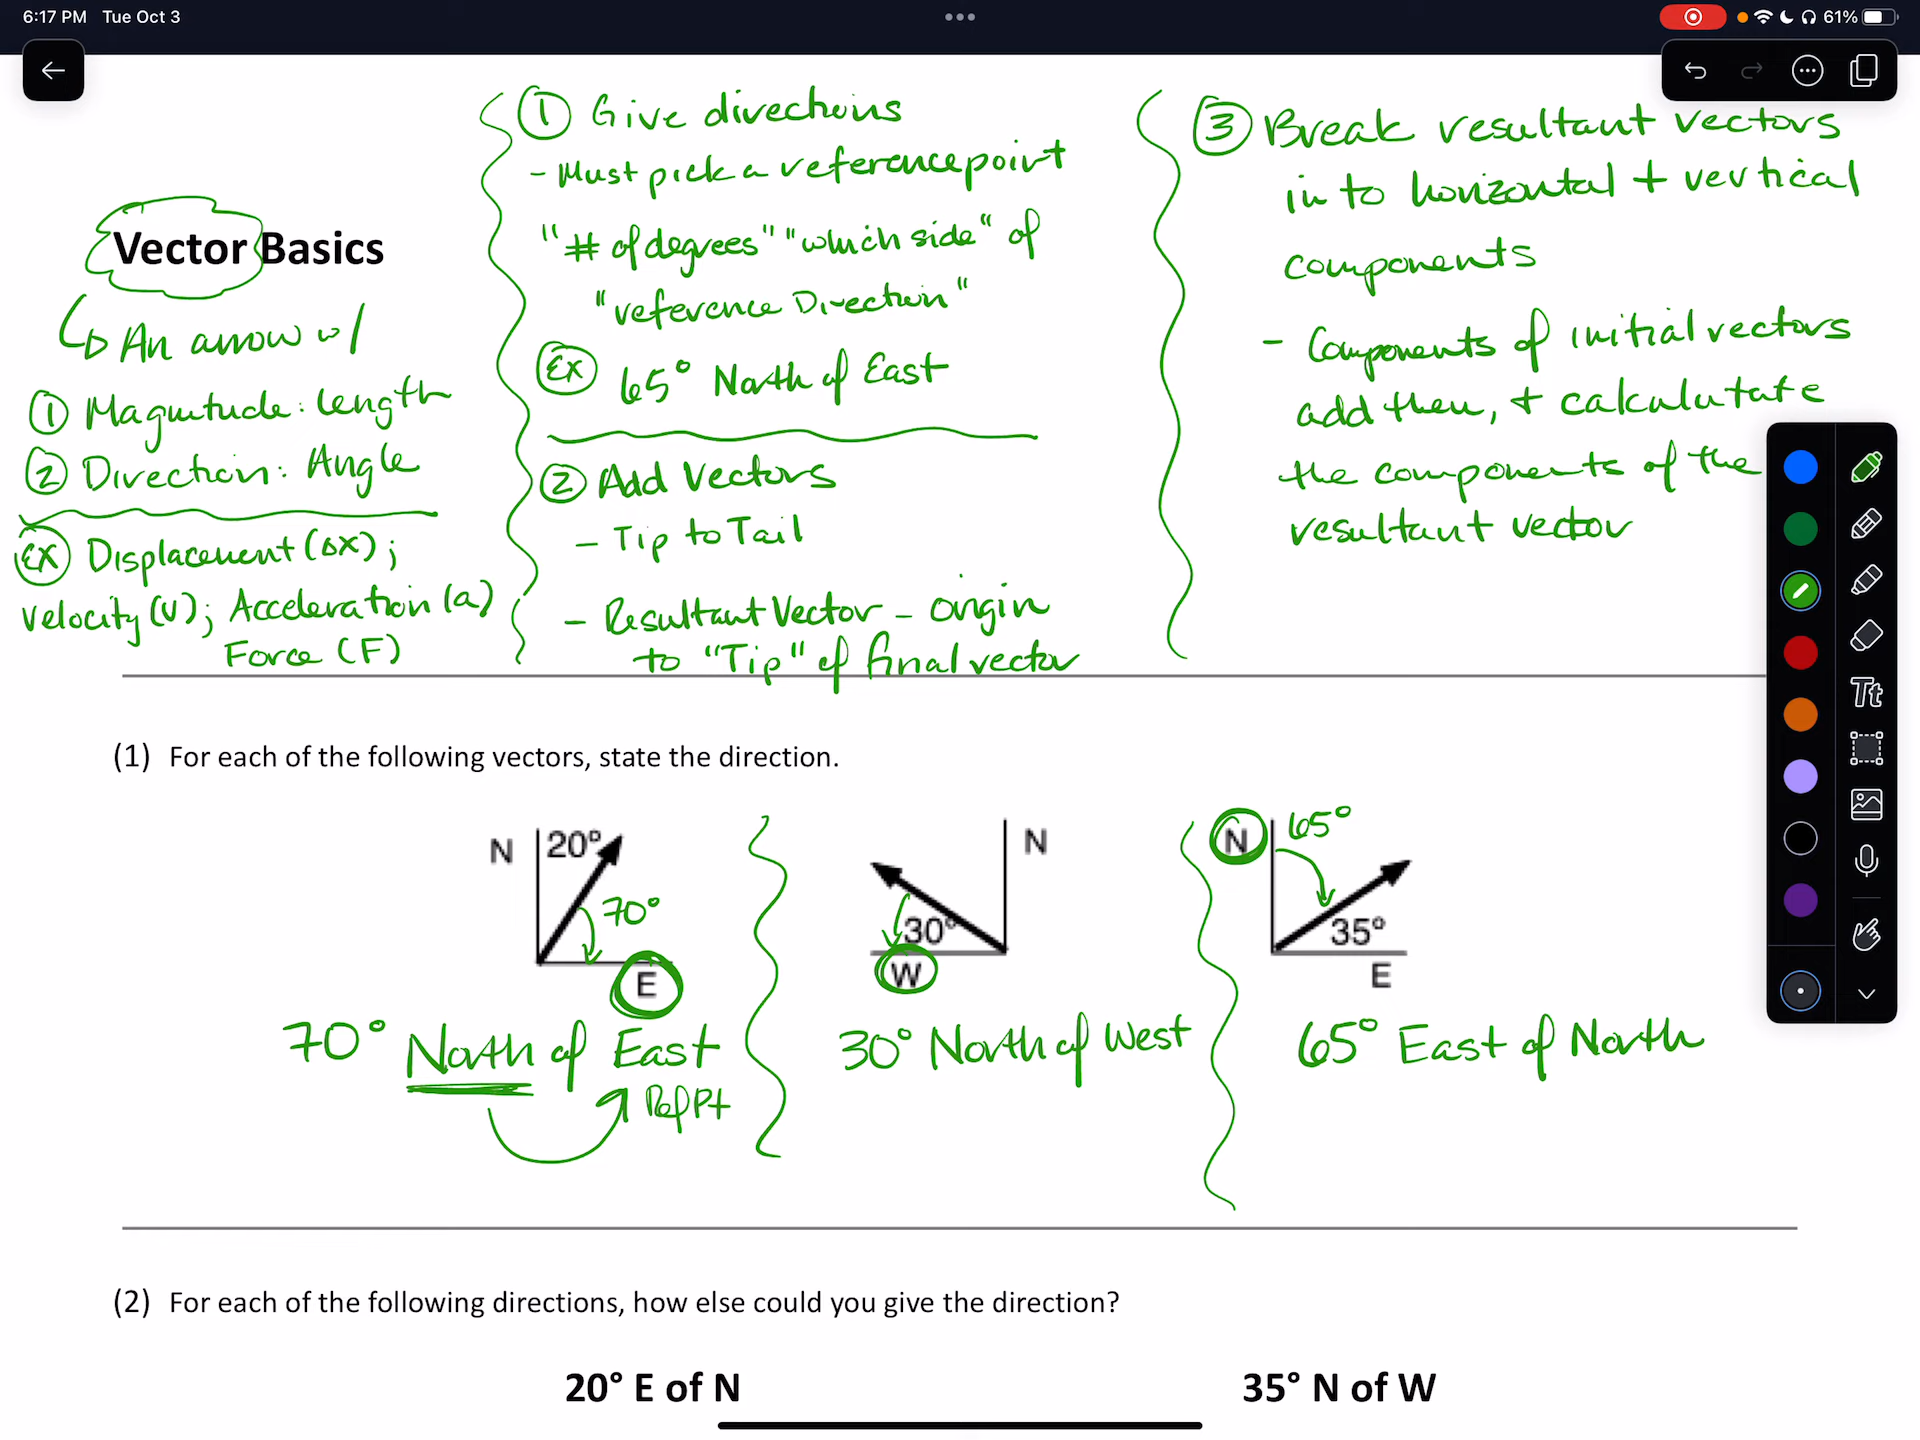 6:17 PM Tue Oct 3
61%
Vector Basics
An arrow w/
① Magnitude: length
② Direction: Angle
Ex Displacement (Δx);
Velocity (V); Acceleration (a)
Force (F)
① Give directions
- Must pick a reference point
"# of degrees" "which side" of
"reference Direction"
Ex 65° North of East
② Add Vectors
- Tip to Tail
- Resultant Vector - origin
to "Tip" of final vector
③ Break resultant vectors
in to horizontal + vertical
components
- Components of initial vectors
add then, + calculutate
the components of the
resultant vector
Tt
(1) For each of the following vectors, state the direction.
N 20°
70°
E
70° North of East
Ref Pt
N
30°
W
30° North of West
N 65°
35°
E
65° East of North
(2) For each of the following directions, how else could you give the direction?
20° E of N
35° N of W